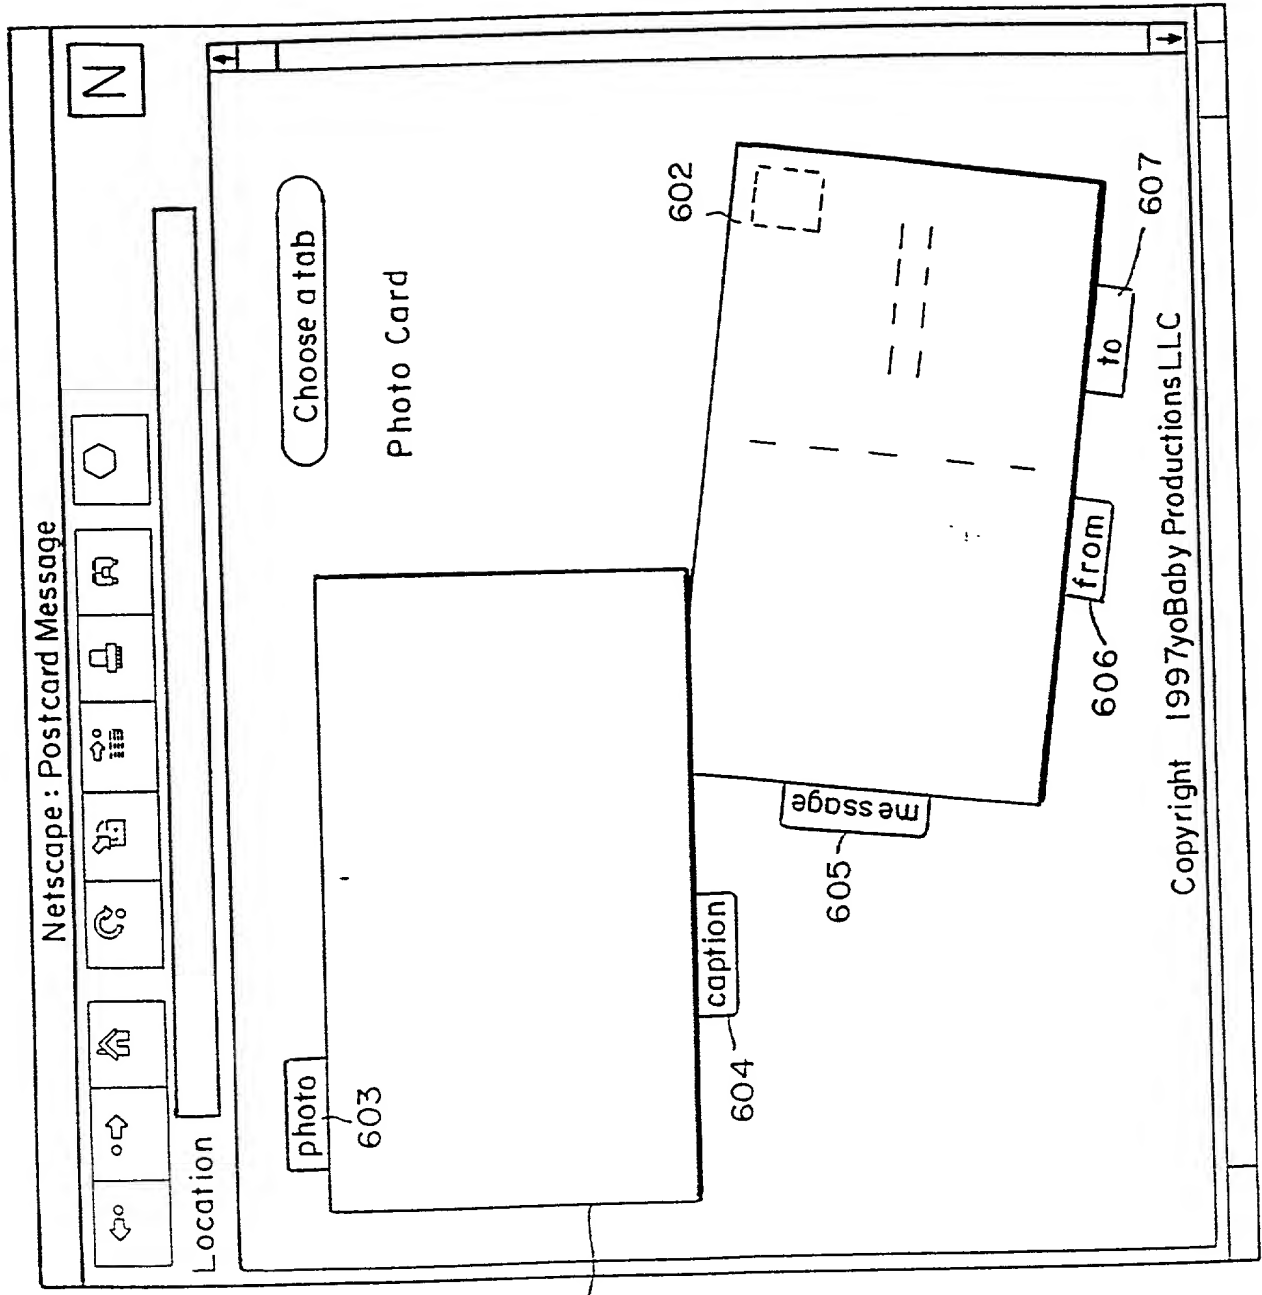 Netscape : Postcard Message
N
Location
Choose a tab
Photo Card
photo
603
602
caption
604
message
605
from
606
to
607
Copyright 1997yoBaby Productions LLC